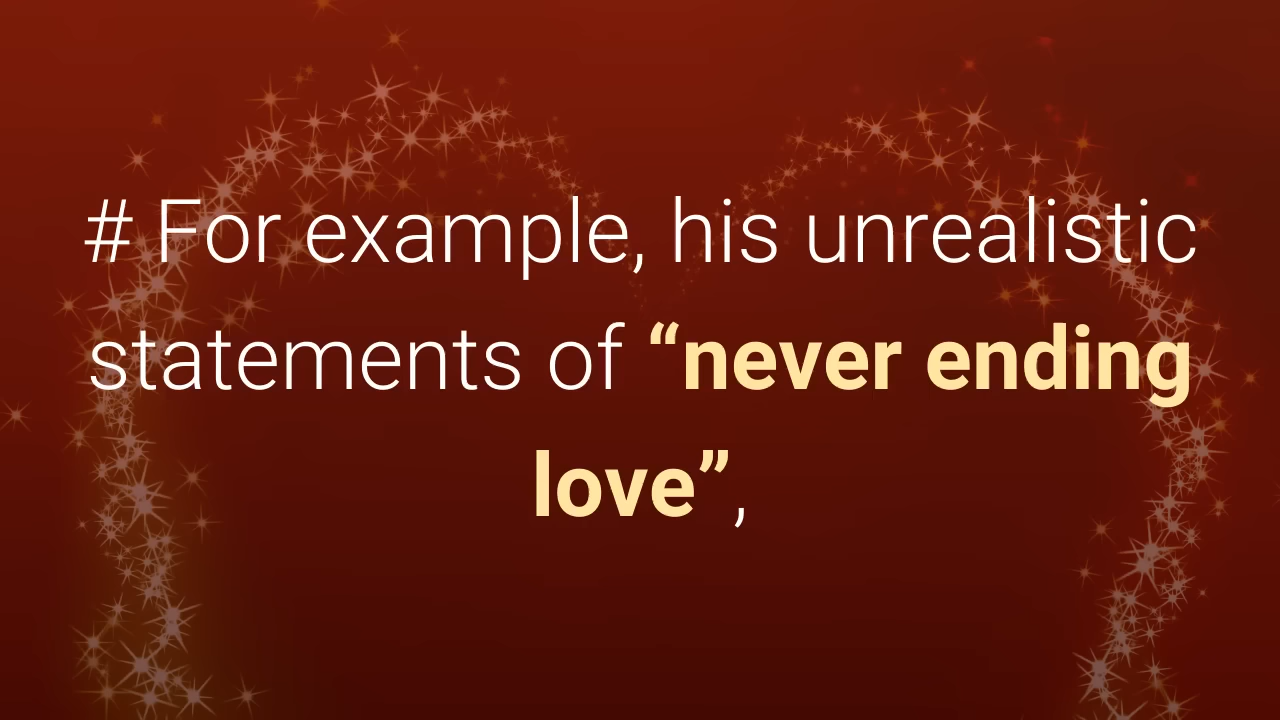 # For example, his unrealistic
statements of “never ending
love”,